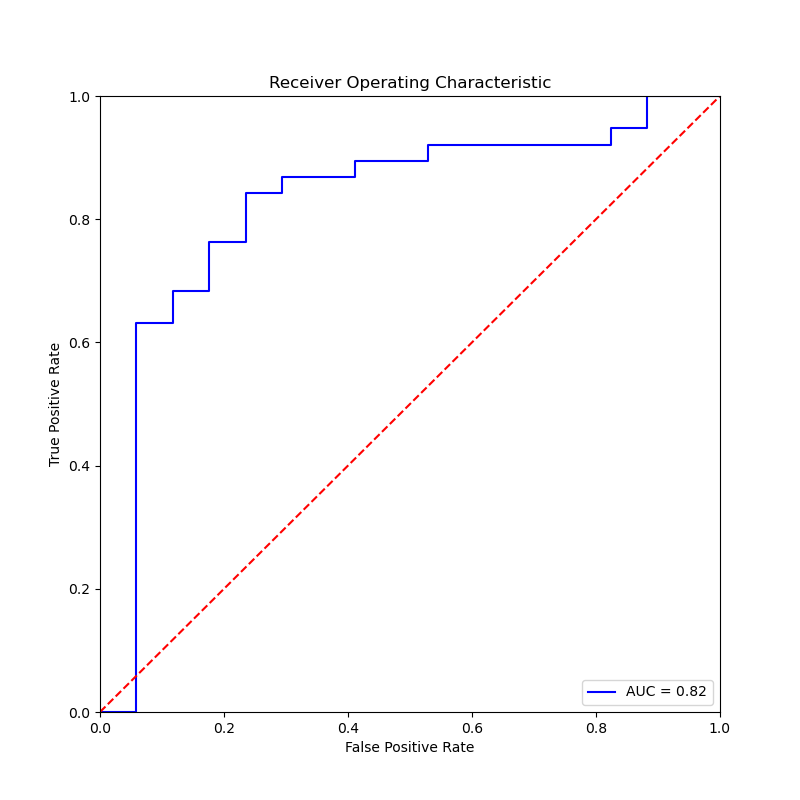 Receiver Operating Characteristic
1.0
0.8
0.6
0.4
0.2
0.0
True Positive Rate
AUC = 0.82
0.0 0.2 0.4 0.6 0.8 1.0
False Positive Rate